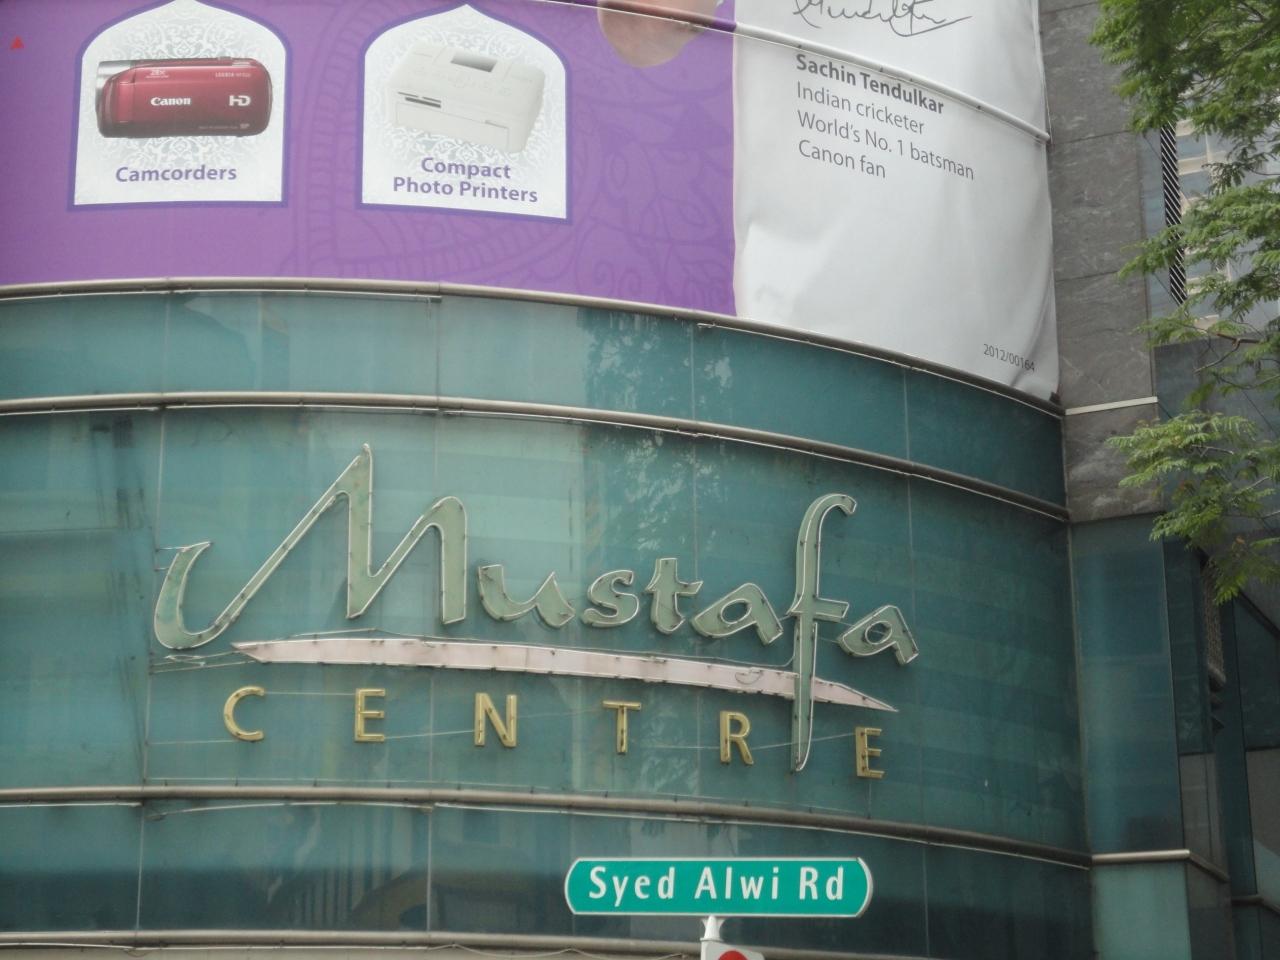 28X
Canon
HD
Camcorders
Compact
Photo Printers
Sachin Tendulkar
Indian cricketer
World's No. 1 batsman
Canon fan
2012/00164
Mustafa
CENTRE
Syed Alwi Rd